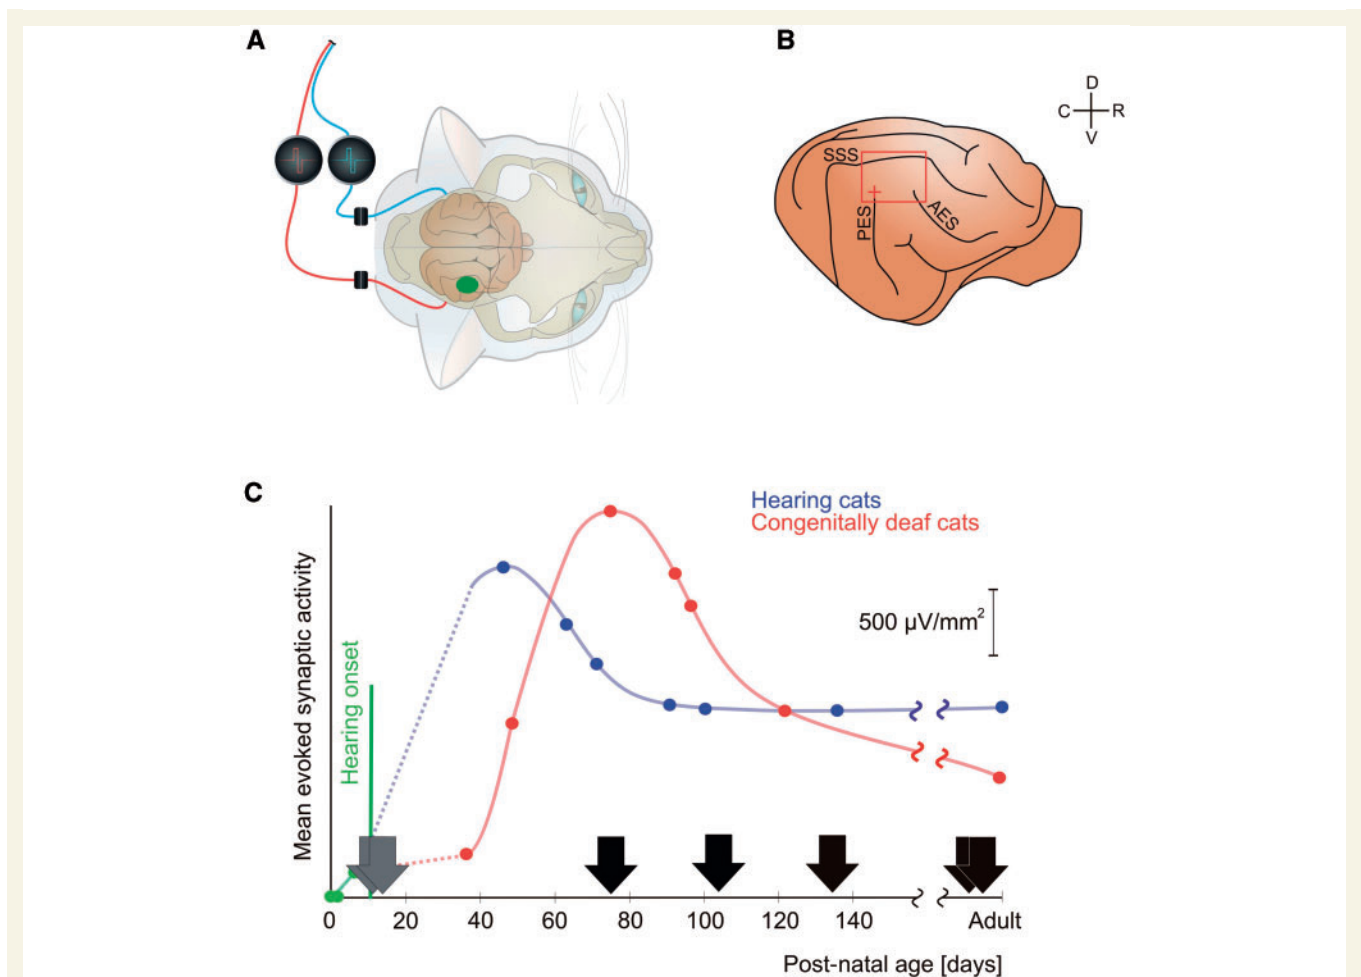 A
B
D
C
R
V
SSS
PES
AES
C
Hearing cats
Congenitally deaf cats
500 µV/mm²
Mean evoked synaptic activity
Hearing onset
0 20 40 60 80 100 120 140 Adult
Post-natal age [days]